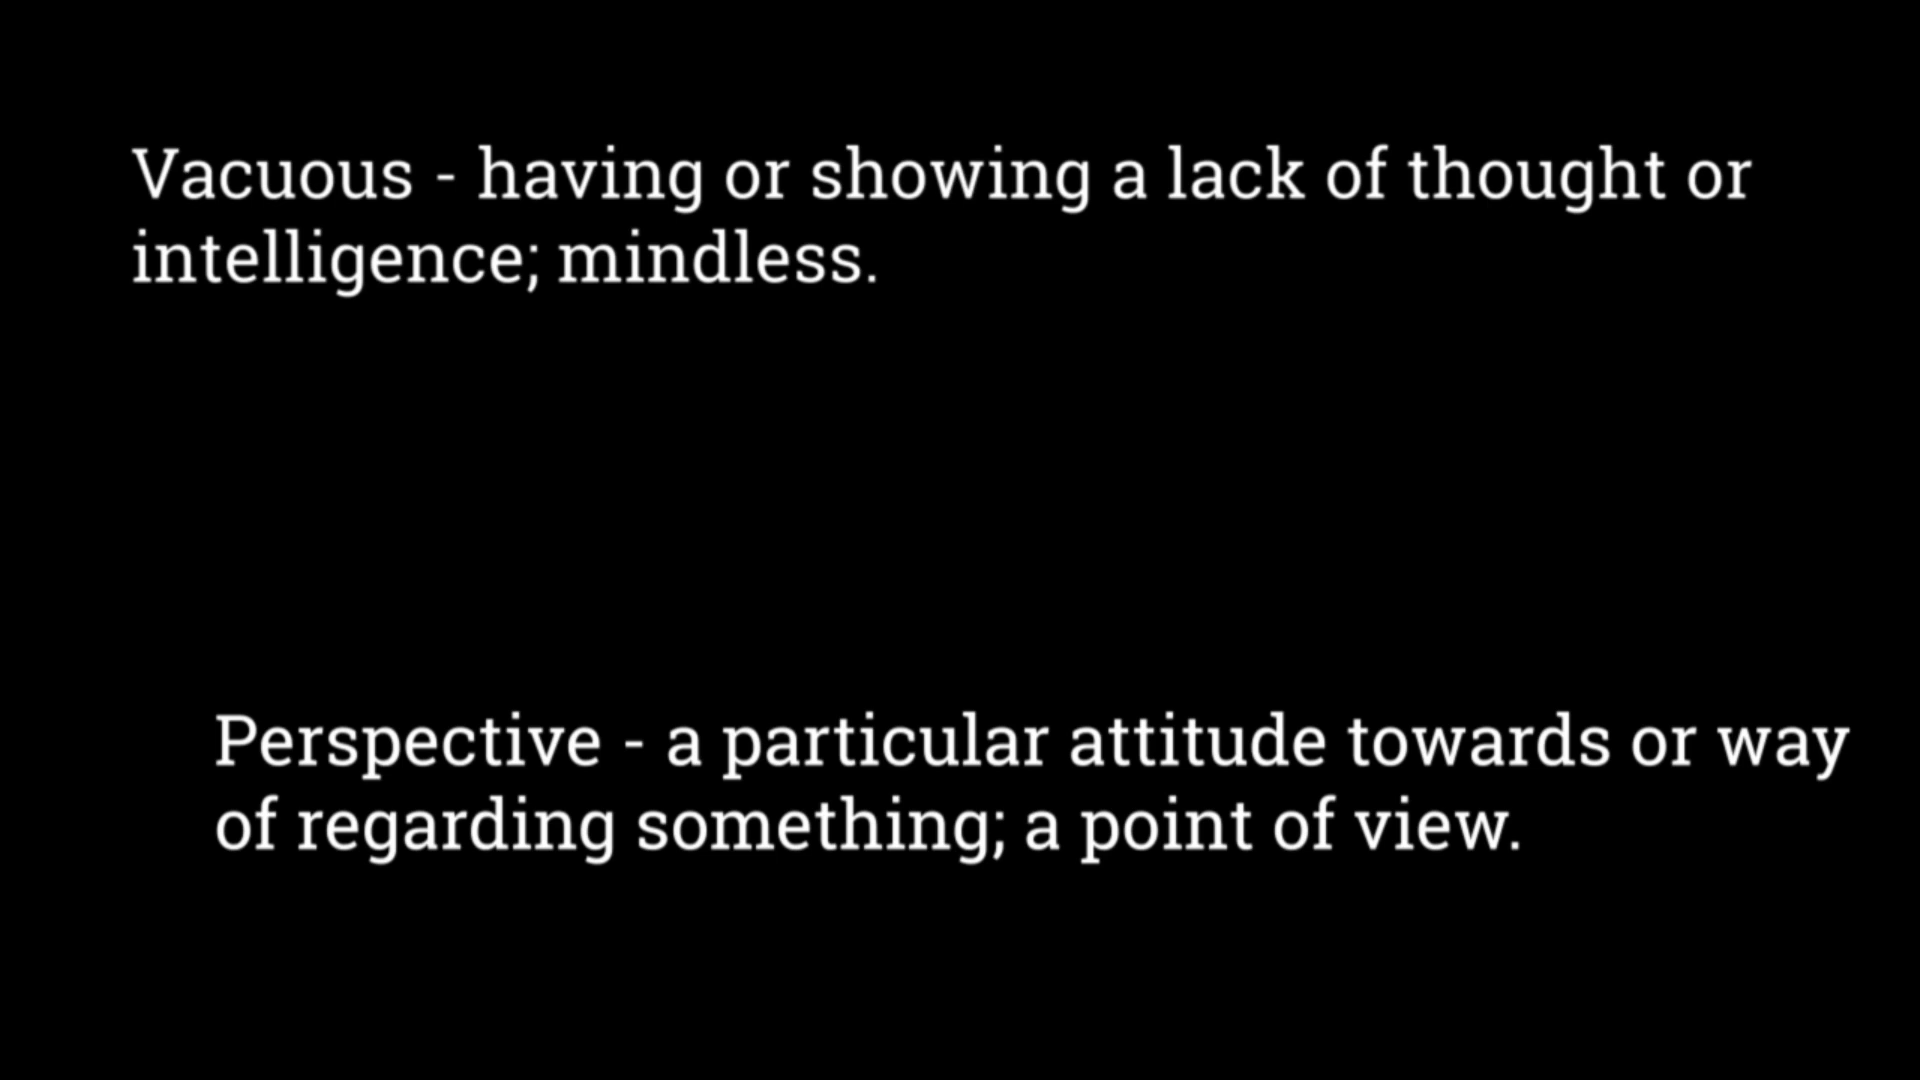 Vacuous - having or showing a lack of thought or
intelligence; mindless.
Perspective - a particular attitude towards or way
of regarding something; a point of view.